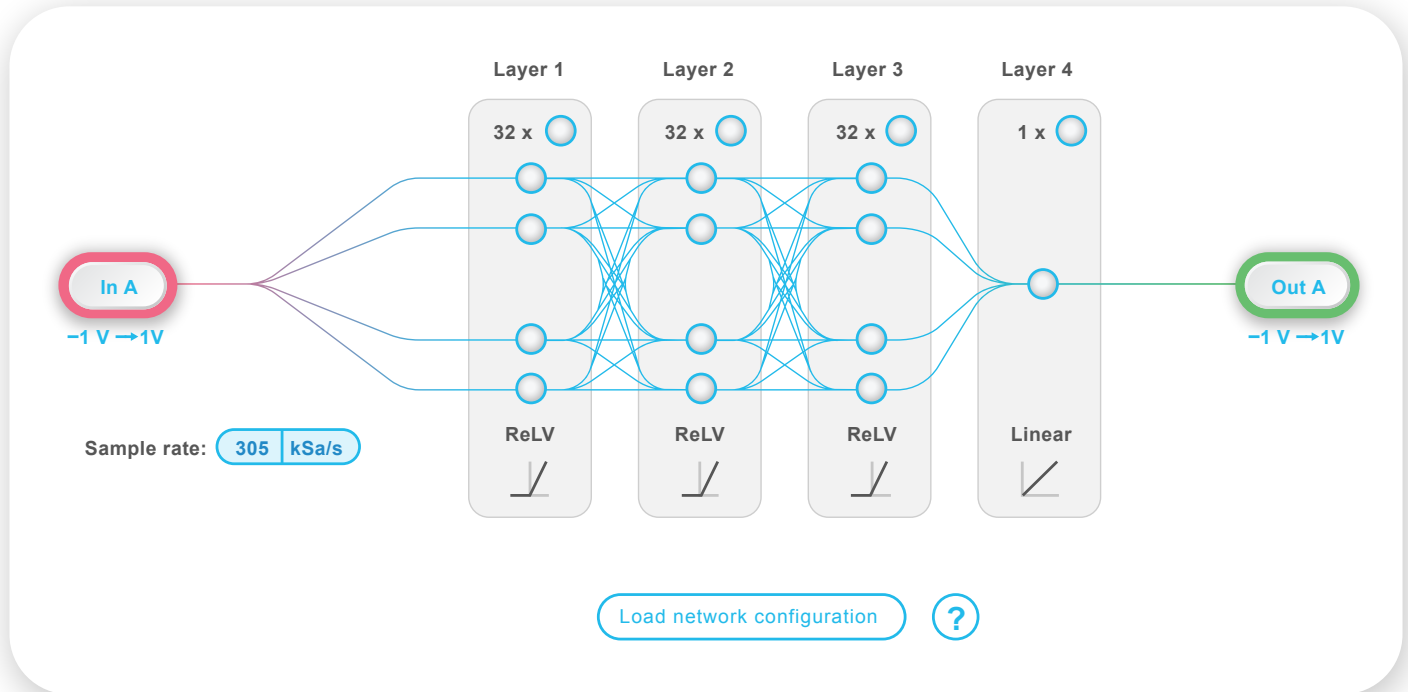 Layer 1
Layer 2
Layer 3
Layer 4
32 x
32 x
32 x
1 x
In A
−1 V → 1V
Out A
−1 V → 1V
Sample rate: 305 kSa/s
ReLV
ReLV
ReLV
Linear
Load network configuration
?